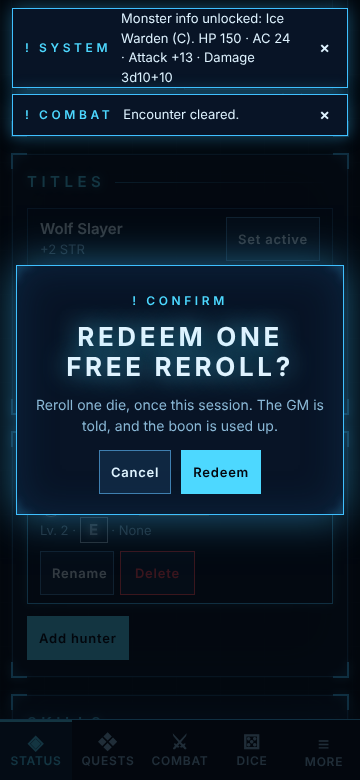 ! SYSTEM
Monster info unlocked: Ice
Warden (C). HP 150 · AC 24
· Attack +13 · Damage
3d10+10
×
! COMBAT
Encounter cleared.
×
TITLES
Wolf Slayer
+2 STR
Set active
! CONFIRM
REDEEM ONE
FREE REROLL?
Reroll one die, once this session. The GM is
told, and the boon is used up.
Cancel
Redeem
Lv. 2 · E · None
Rename
Delete
Add hunter
STATUS
QUESTS
COMBAT
DICE
MORE